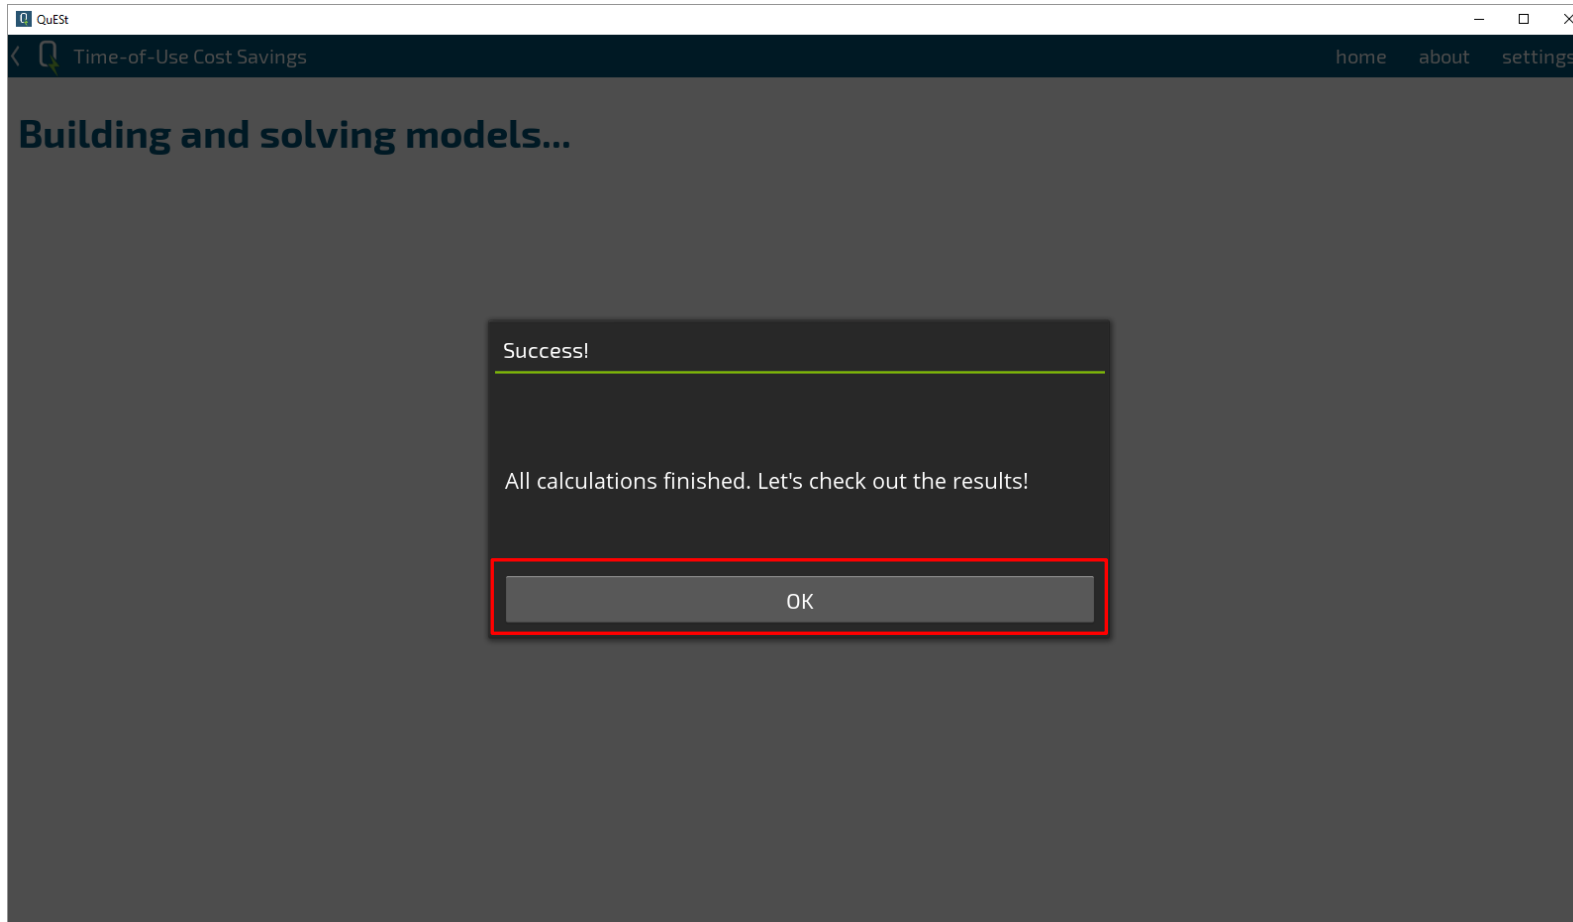 QuESt
Time-of-Use Cost Savings
home about settings
Building and solving models...
Success!
All calculations finished. Let's check out the results!
OK